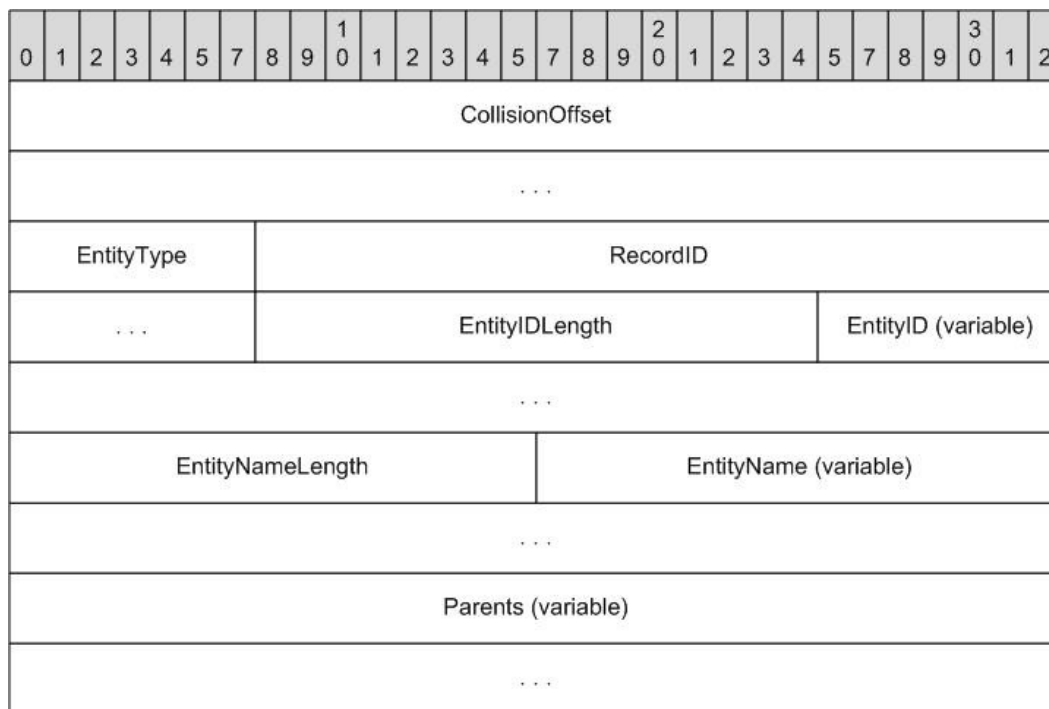 1 2 3
0 1 2 3 4 5 7 8 9 0 1 2 3 4 5 7 8 9 0 1 2 3 4 5 7 8 9 0 1 2
CollisionOffset
. . .
EntityType RecordID
. . . EntityIDLength EntityID (variable)
. . .
EntityNameLength EntityName (variable)
. . .
Parents (variable)
. . .